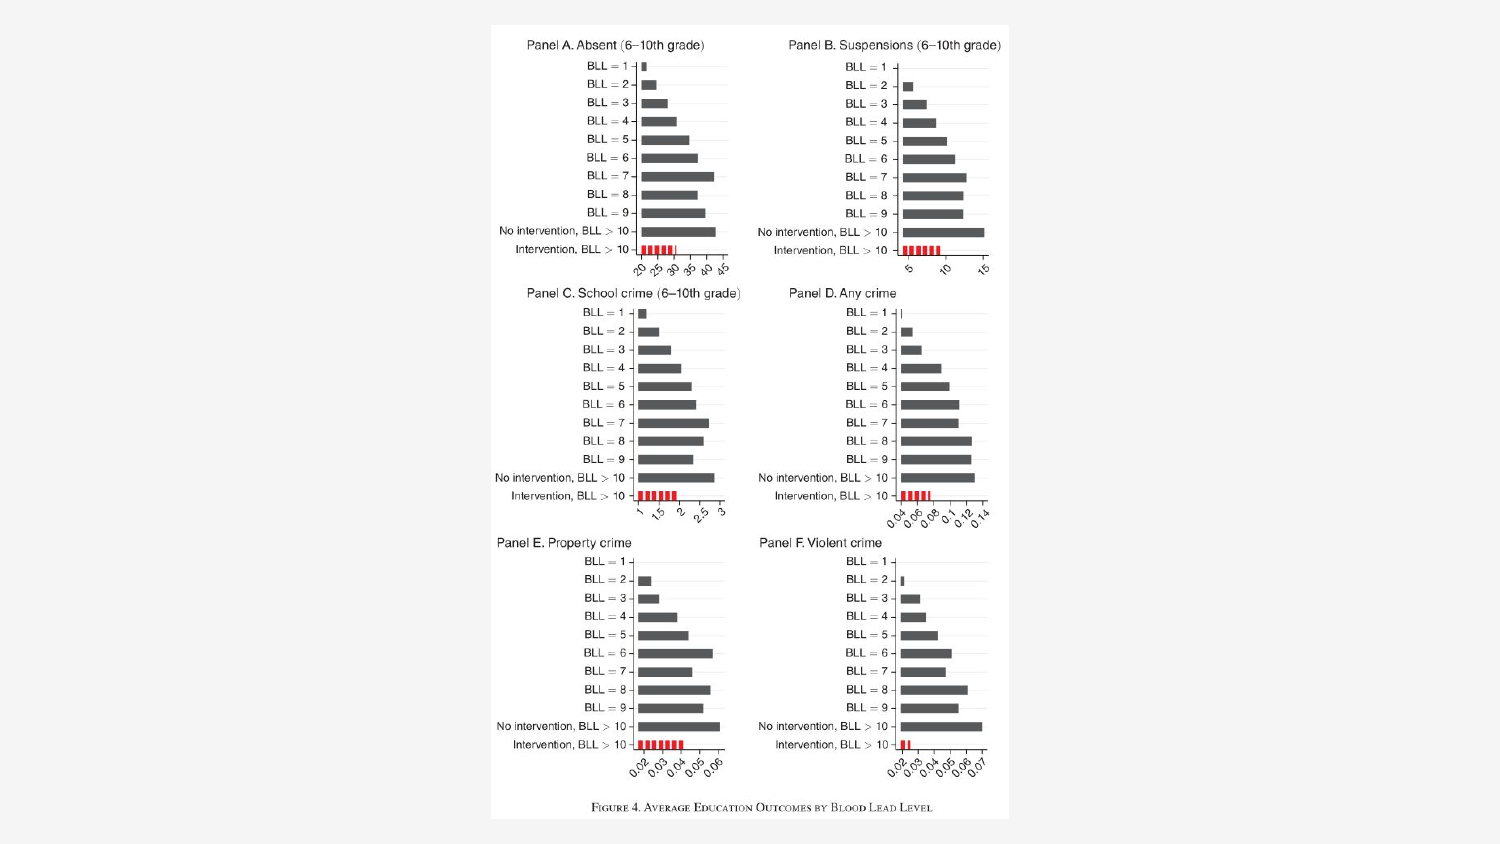 Panel A. Absent (6–10th grade)
BLL = 1
BLL = 2
BLL = 3
BLL = 4
BLL = 5
BLL = 6
BLL = 7
BLL = 8
BLL = 9
No intervention, BLL > 10
Intervention, BLL > 10
20 25 30 35 40 45
Panel B. Suspensions (6–10th grade)
BLL = 1
BLL = 2
BLL = 3
BLL = 4
BLL = 5
BLL = 6
BLL = 7
BLL = 8
BLL = 9
No intervention, BLL > 10
Intervention, BLL > 10
5 10 15
Panel C. School crime (6–10th grade)
BLL = 1
BLL = 2
BLL = 3
BLL = 4
BLL = 5
BLL = 6
BLL = 7
BLL = 8
BLL = 9
No intervention, BLL > 10
Intervention, BLL > 10
1 1.5 2 2.5 3
Panel D. Any crime
BLL = 1
BLL = 2
BLL = 3
BLL = 4
BLL = 5
BLL = 6
BLL = 7
BLL = 8
BLL = 9
No intervention, BLL > 10
Intervention, BLL > 10
0.04 0.06 0.08 0.1 0.12 0.14
Panel E. Property crime
BLL = 1
BLL = 2
BLL = 3
BLL = 4
BLL = 5
BLL = 6
BLL = 7
BLL = 8
BLL = 9
No intervention, BLL > 10
Intervention, BLL > 10
0.02 0.03 0.04 0.05 0.06
Panel F. Violent crime
BLL = 1
BLL = 2
BLL = 3
BLL = 4
BLL = 5
BLL = 6
BLL = 7
BLL = 8
BLL = 9
No intervention, BLL > 10
Intervention, BLL > 10
0.02 0.03 0.04 0.05 0.06 0.07
Figure 4. Average Education Outcomes by Blood Lead Level